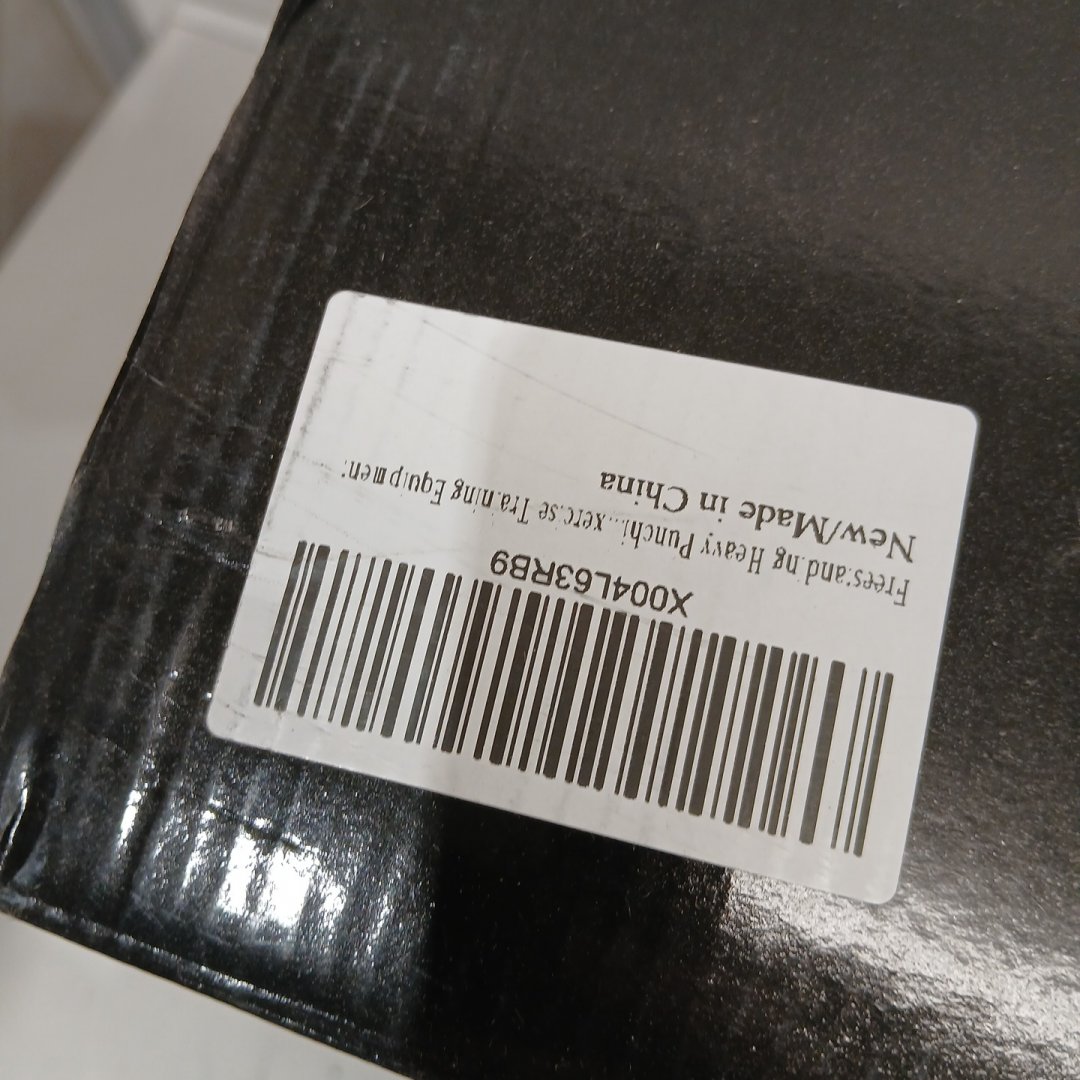 X004L63RB9
Freestanding Heavy Punchi...xercise Training Equipment
New/Made in China